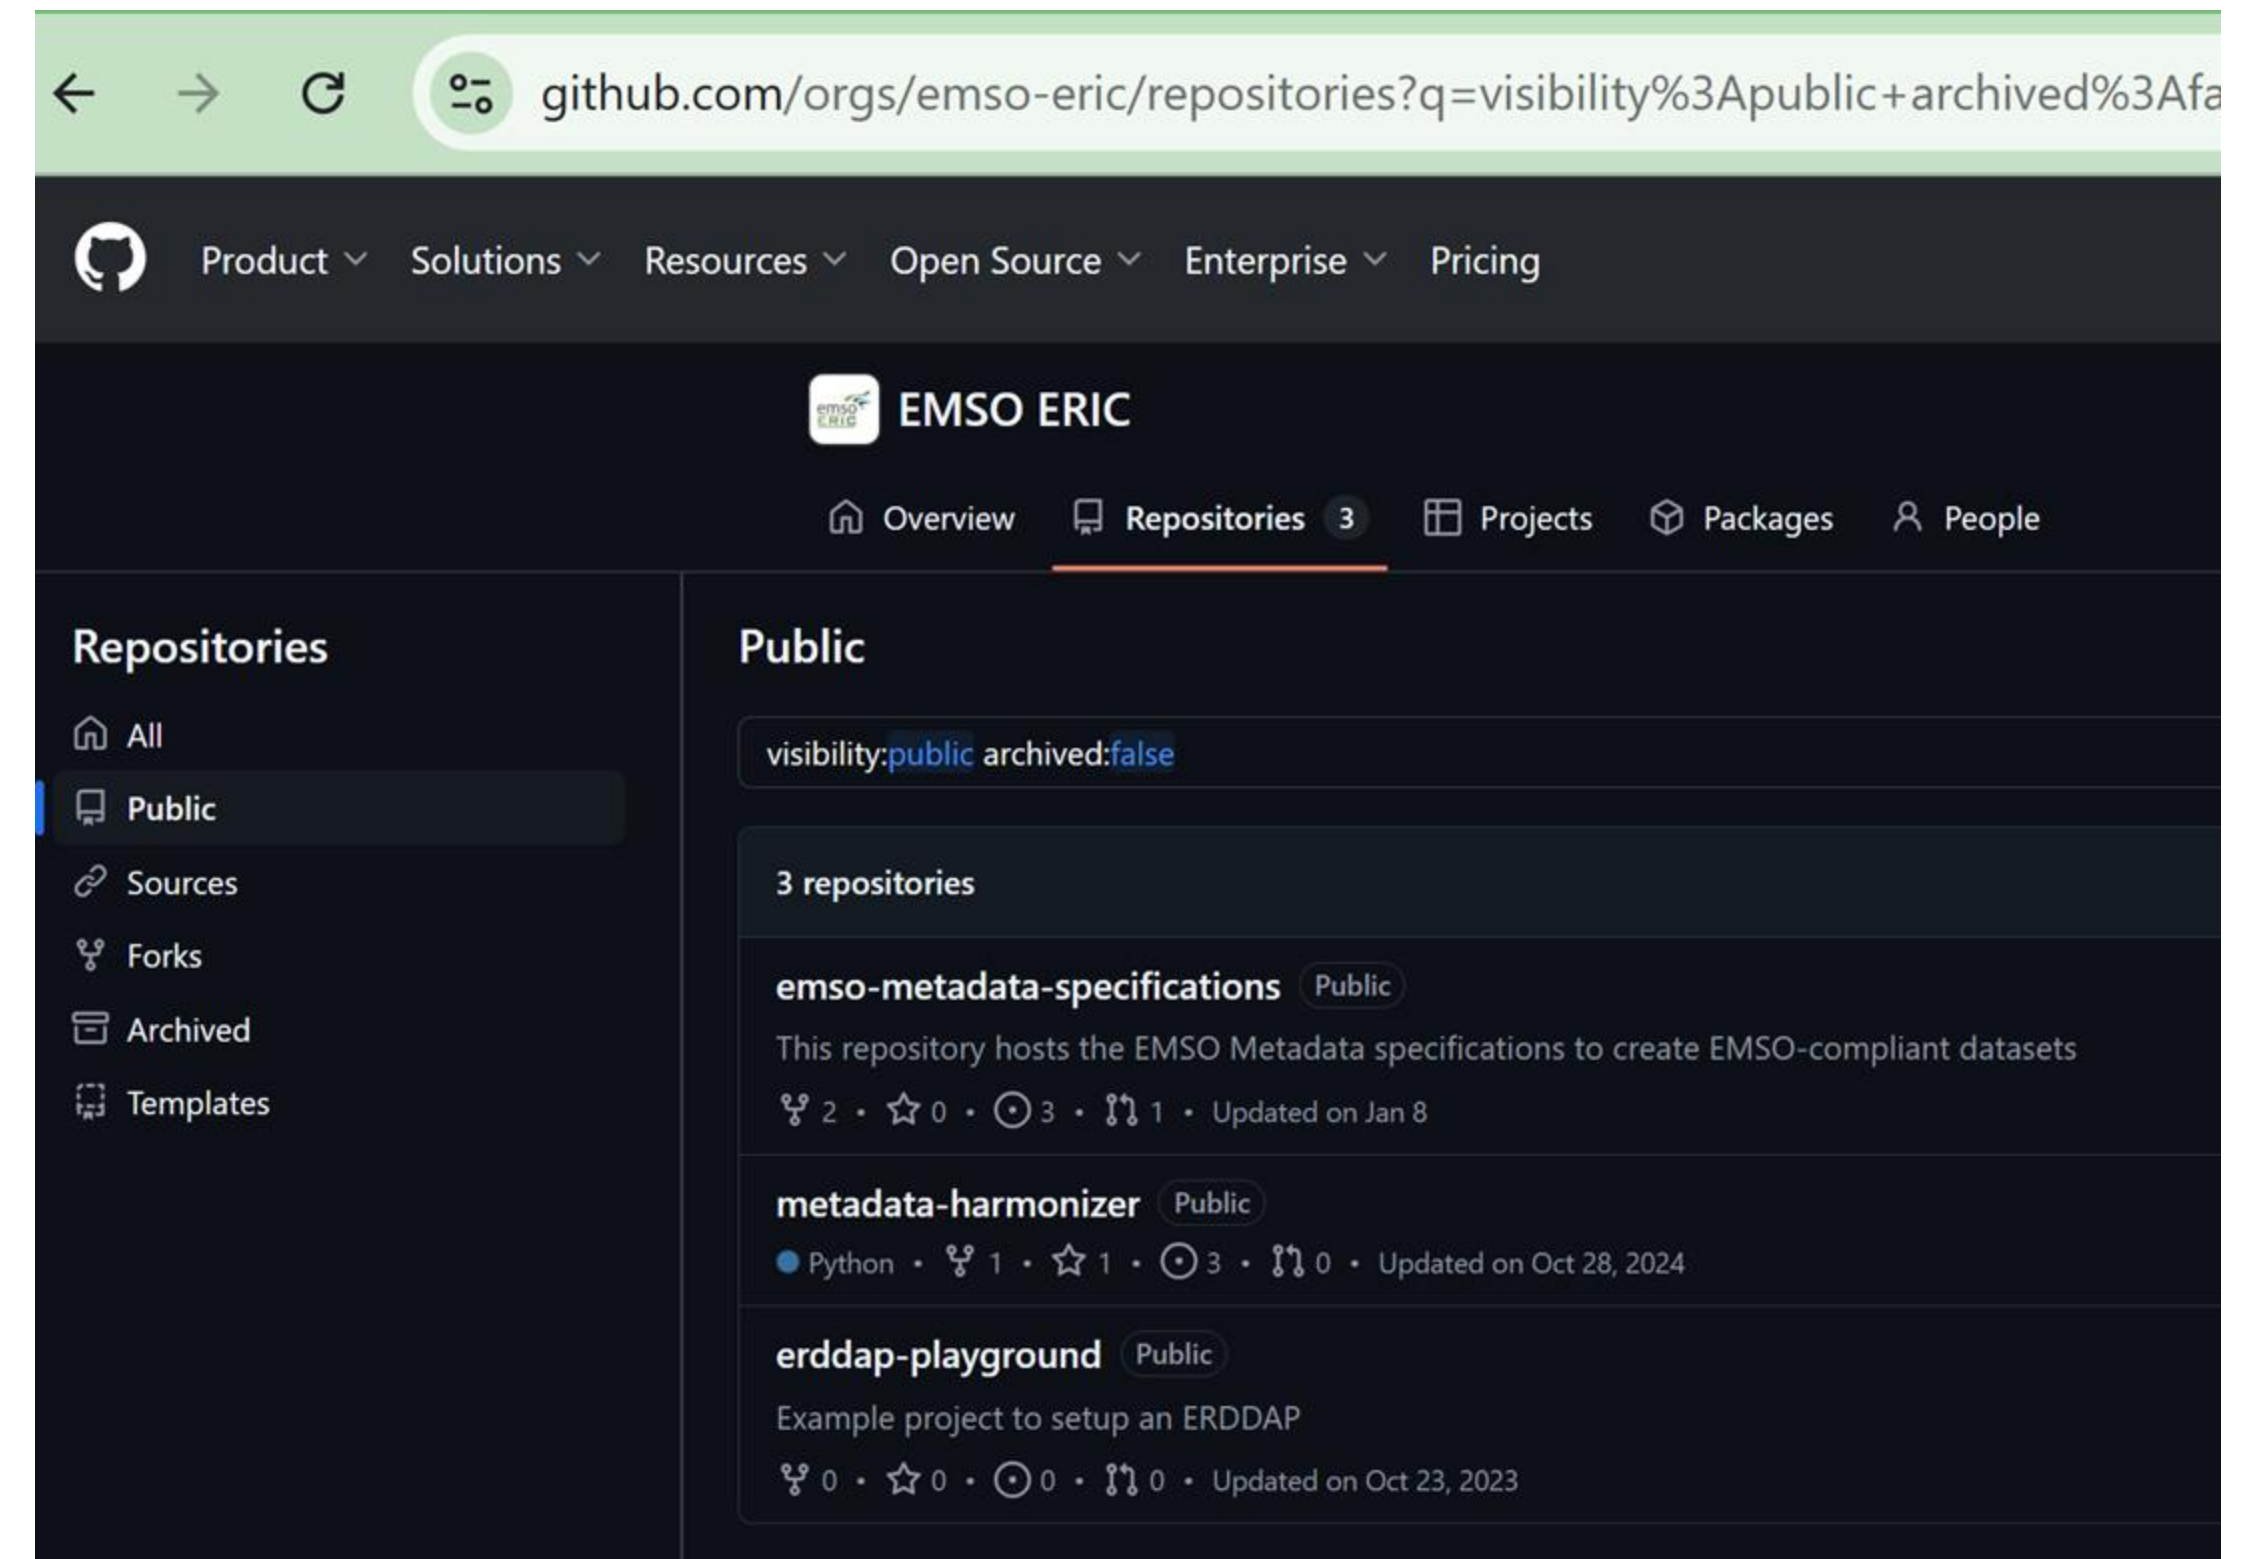 github.com/orgs/emso-eric/repositories?q=visibility%3Apublic+archived%3Afa
Product Solutions Resources Open Source Enterprise Pricing
emso
ERIC
EMSO ERIC
Overview Repositories 3 Projects Packages People
Repositories
All
Public
Sources
Forks
Archived
Templates
Public
visibility:public archived:false
3 repositories
emso-metadata-specifications Public
This repository hosts the EMSO Metadata specifications to create EMSO-compliant datasets
2 • 0 • 3 • 1 • Updated on Jan 8
metadata-harmonizer Public
Python • 1 • 1 • 3 • 0 • Updated on Oct 28, 2024
erddap-playground Public
Example project to setup an ERDDAP
0 • 0 • 0 • 0 • Updated on Oct 23, 2023